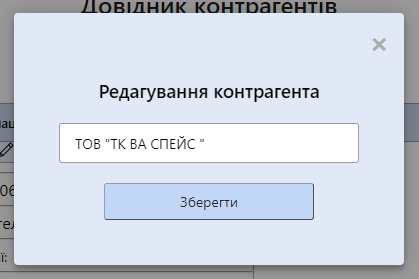 Довідник контрагентів
×
Редагування контрагента
ТОВ "ТК ВА СПЕЙС "
Зберегти